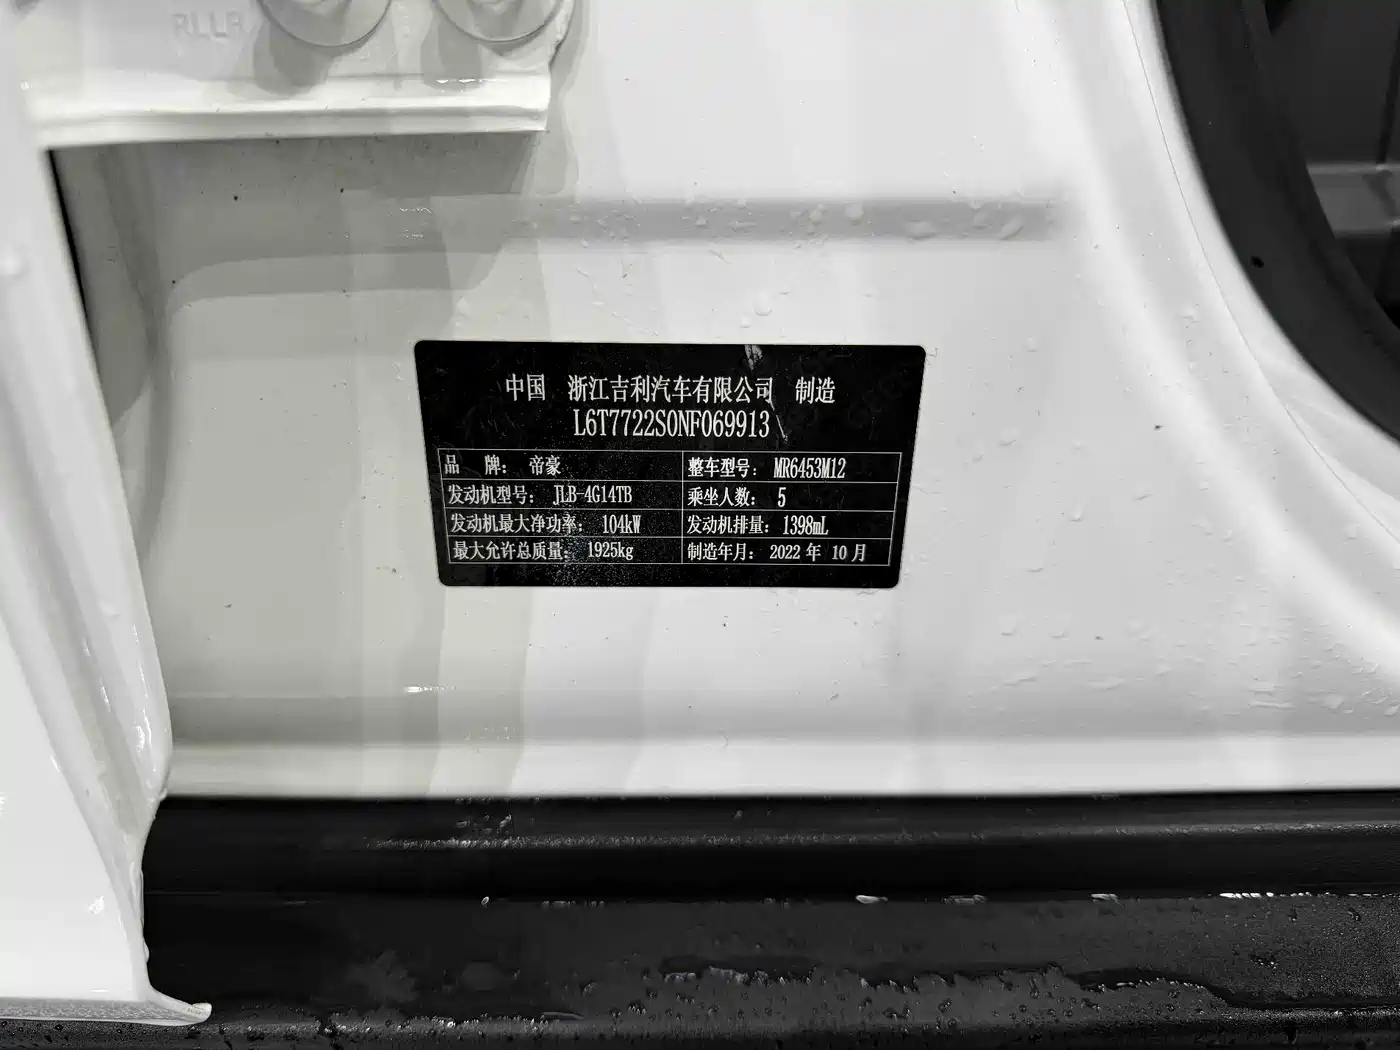 RLLR
中国 浙江吉利汽车有限公司 制造
L6T7722S0NF069913
品 牌： 帝豪 整车型号： MR6453M12
发动机型号： JLB-4G14TB 乘坐人数： 5
发动机最大净功率： 104kW 发动机排量： 1398mL
最大允许总质量： 1925kg 制造年月： 2022 年 10 月